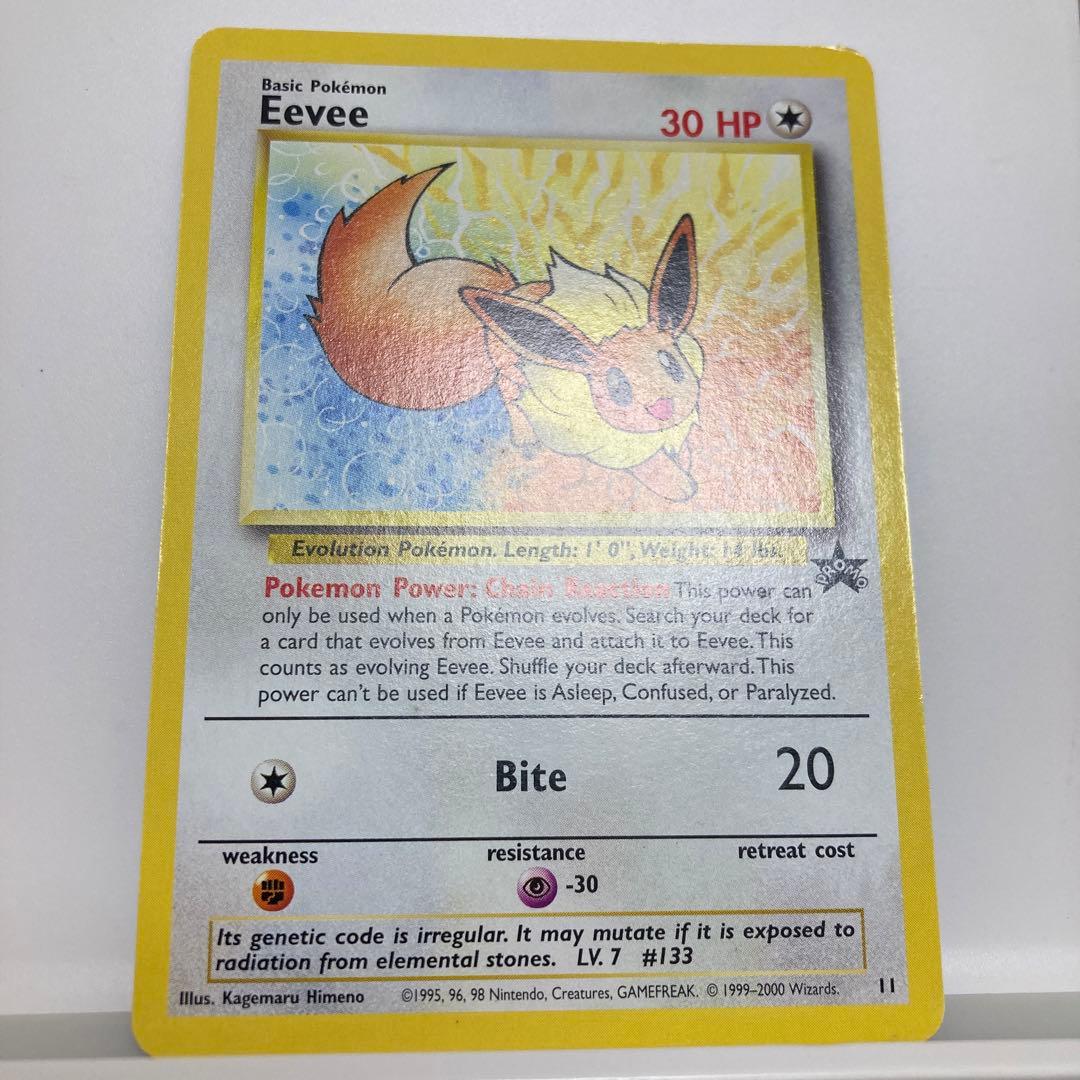 Basic Pokémon
Eevee
30 HP
Evolution Pokémon. Length: 1' 0", Weight: 14 lbs.
PROMO
Pokemon Power: Chain Reaction This power can
only be used when a Pokémon evolves. Search your deck for
a card that evolves from Eevee and attach it to Eevee. This
counts as evolving Eevee. Shuffle your deck afterward. This
power can't be used if Eevee is Asleep, Confused, or Paralyzed.
Bite 20
weakness resistance retreat cost
-30
Its genetic code is irregular. It may mutate if it is exposed to
radiation from elemental stones. LV. 7 #133
Illus. Kagemaru Himeno ©1995, 96, 98 Nintendo, Creatures, GAMEFREAK. © 1999–2000 Wizards. 11